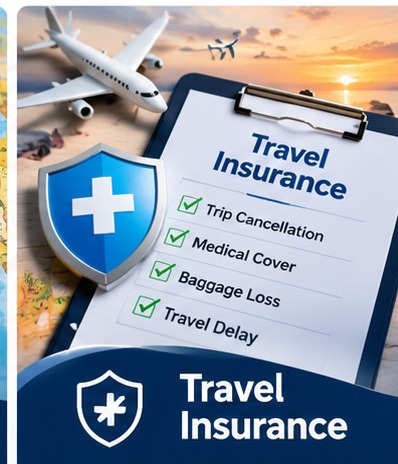 Travel
Insurance
Trip Cancellation
Medical Cover
Baggage Loss
Travel Delay
Travel
Insurance